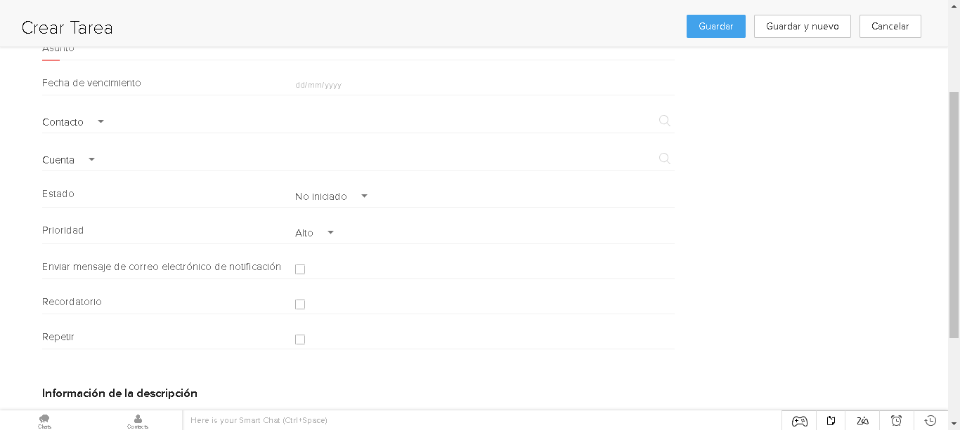 Crear Tarea
Guardar
Guardar y nuevo
Cancelar
Asunto
Fecha de vencimiento
dd/mm/yyyy
Contacto
Cuenta
Estado
No iniciado
Prioridad
Alto
Enviar mensaje de correo electrónico de notificación
Recordatorio
Repetir
Información de la descripción
Chats
Contacts
Here is your Smart Chat (Ctrl+Space)